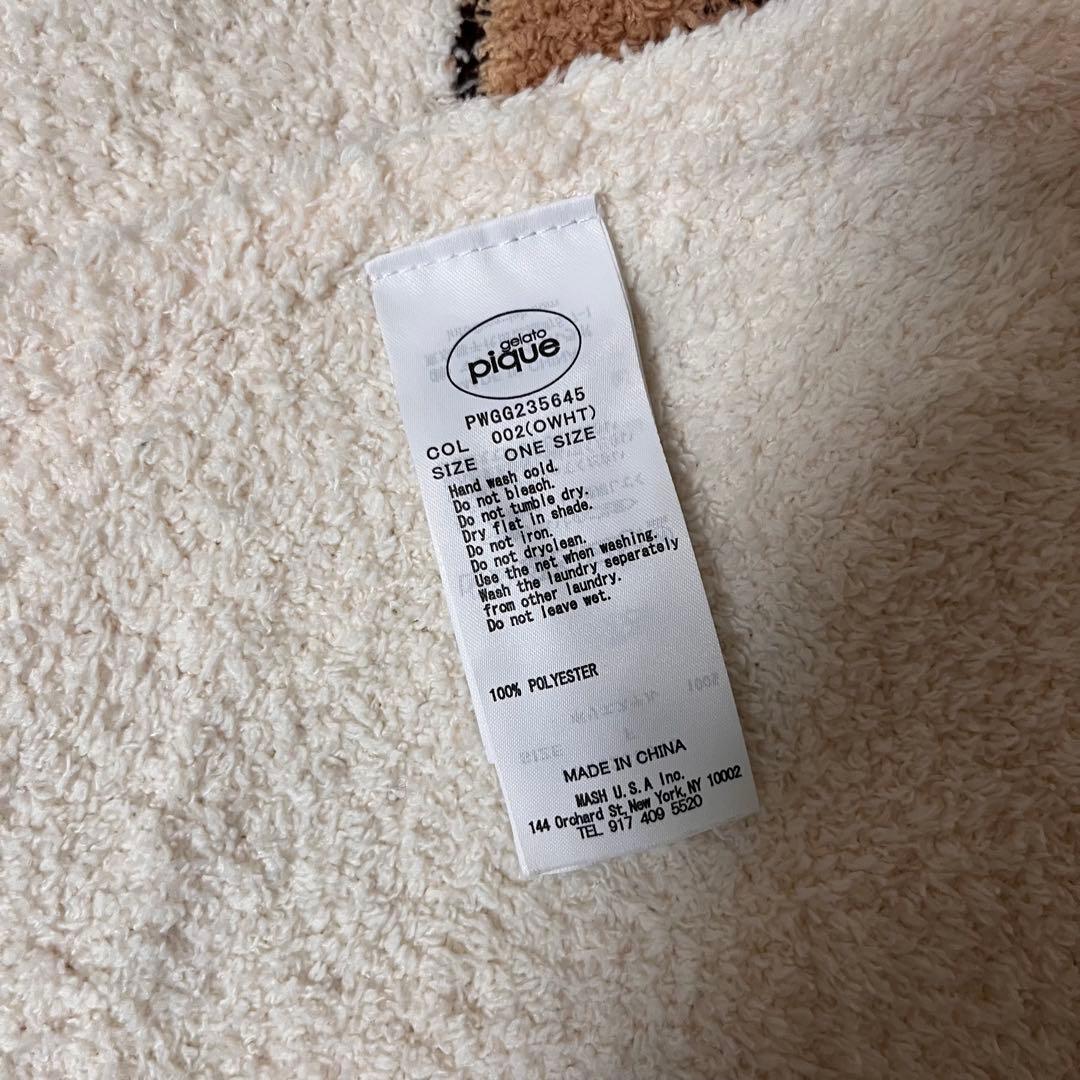 gelato
pique
PWGG235645
COL 002(OWHT)
SIZE ONE SIZE
Hand wash cold.
Do not bleach.
Do not tumble dry.
Dry flat in shade.
Do not iron.
Do not dryclean.
Use the net when washing.
Wash the laundry separately
from other laundry.
Do not leave wet.
100% POLYESTER
MADE IN CHINA
MASH U.S.A Inc.
144 Orchard St,New York,NY 10002
TEL 917 409 5520